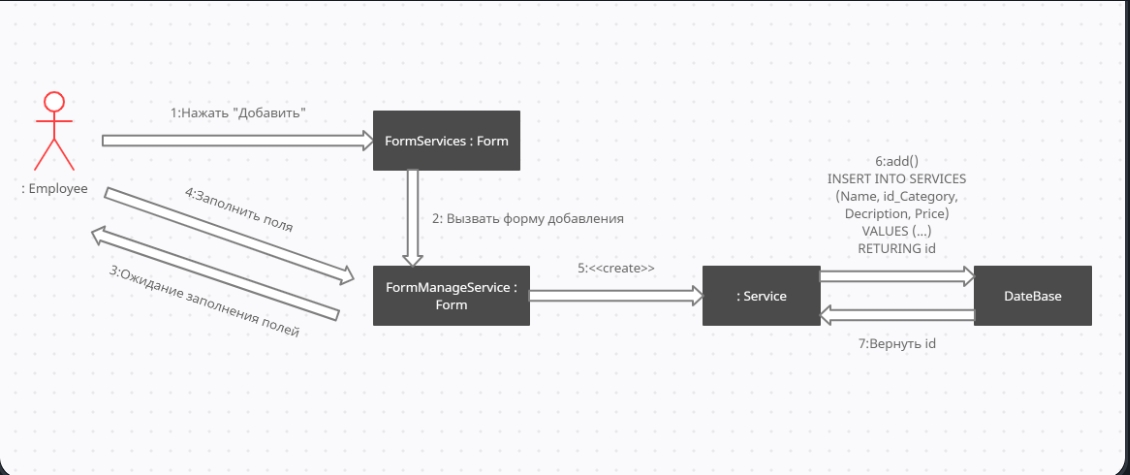 1:Нажать "Добавить"
FormServices : Form
: Employee
4:Заполнить поля
3:Ожидание заполнения полей
2: Вызвать форму добавления
FormManageService :
Form
5:<<create>>
: Service
6:add()
INSERT INTO SERVICES
(Name, id_Category,
Decription, Price)
VALUES (...)
RETURING id
DateBase
7:Вернуть id